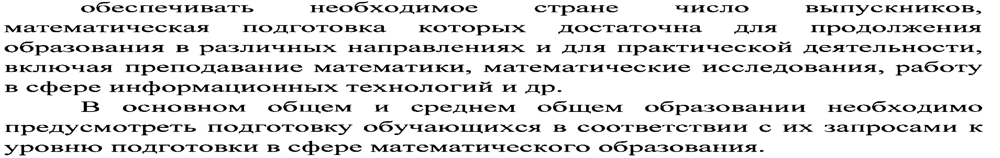 обеспечивать необходимое стране число выпускников,
математическая подготовка которых достаточна для продолжения
образования в различных направлениях и для практической деятельности,
включая преподавание математики, математические исследования, работу
в сфере информационных технологий и др.
В основном общем и среднем общем образовании необходимо
предусмотреть подготовку обучающихся в соответствии с их запросами к
уровню подготовки в сфере математического образования.